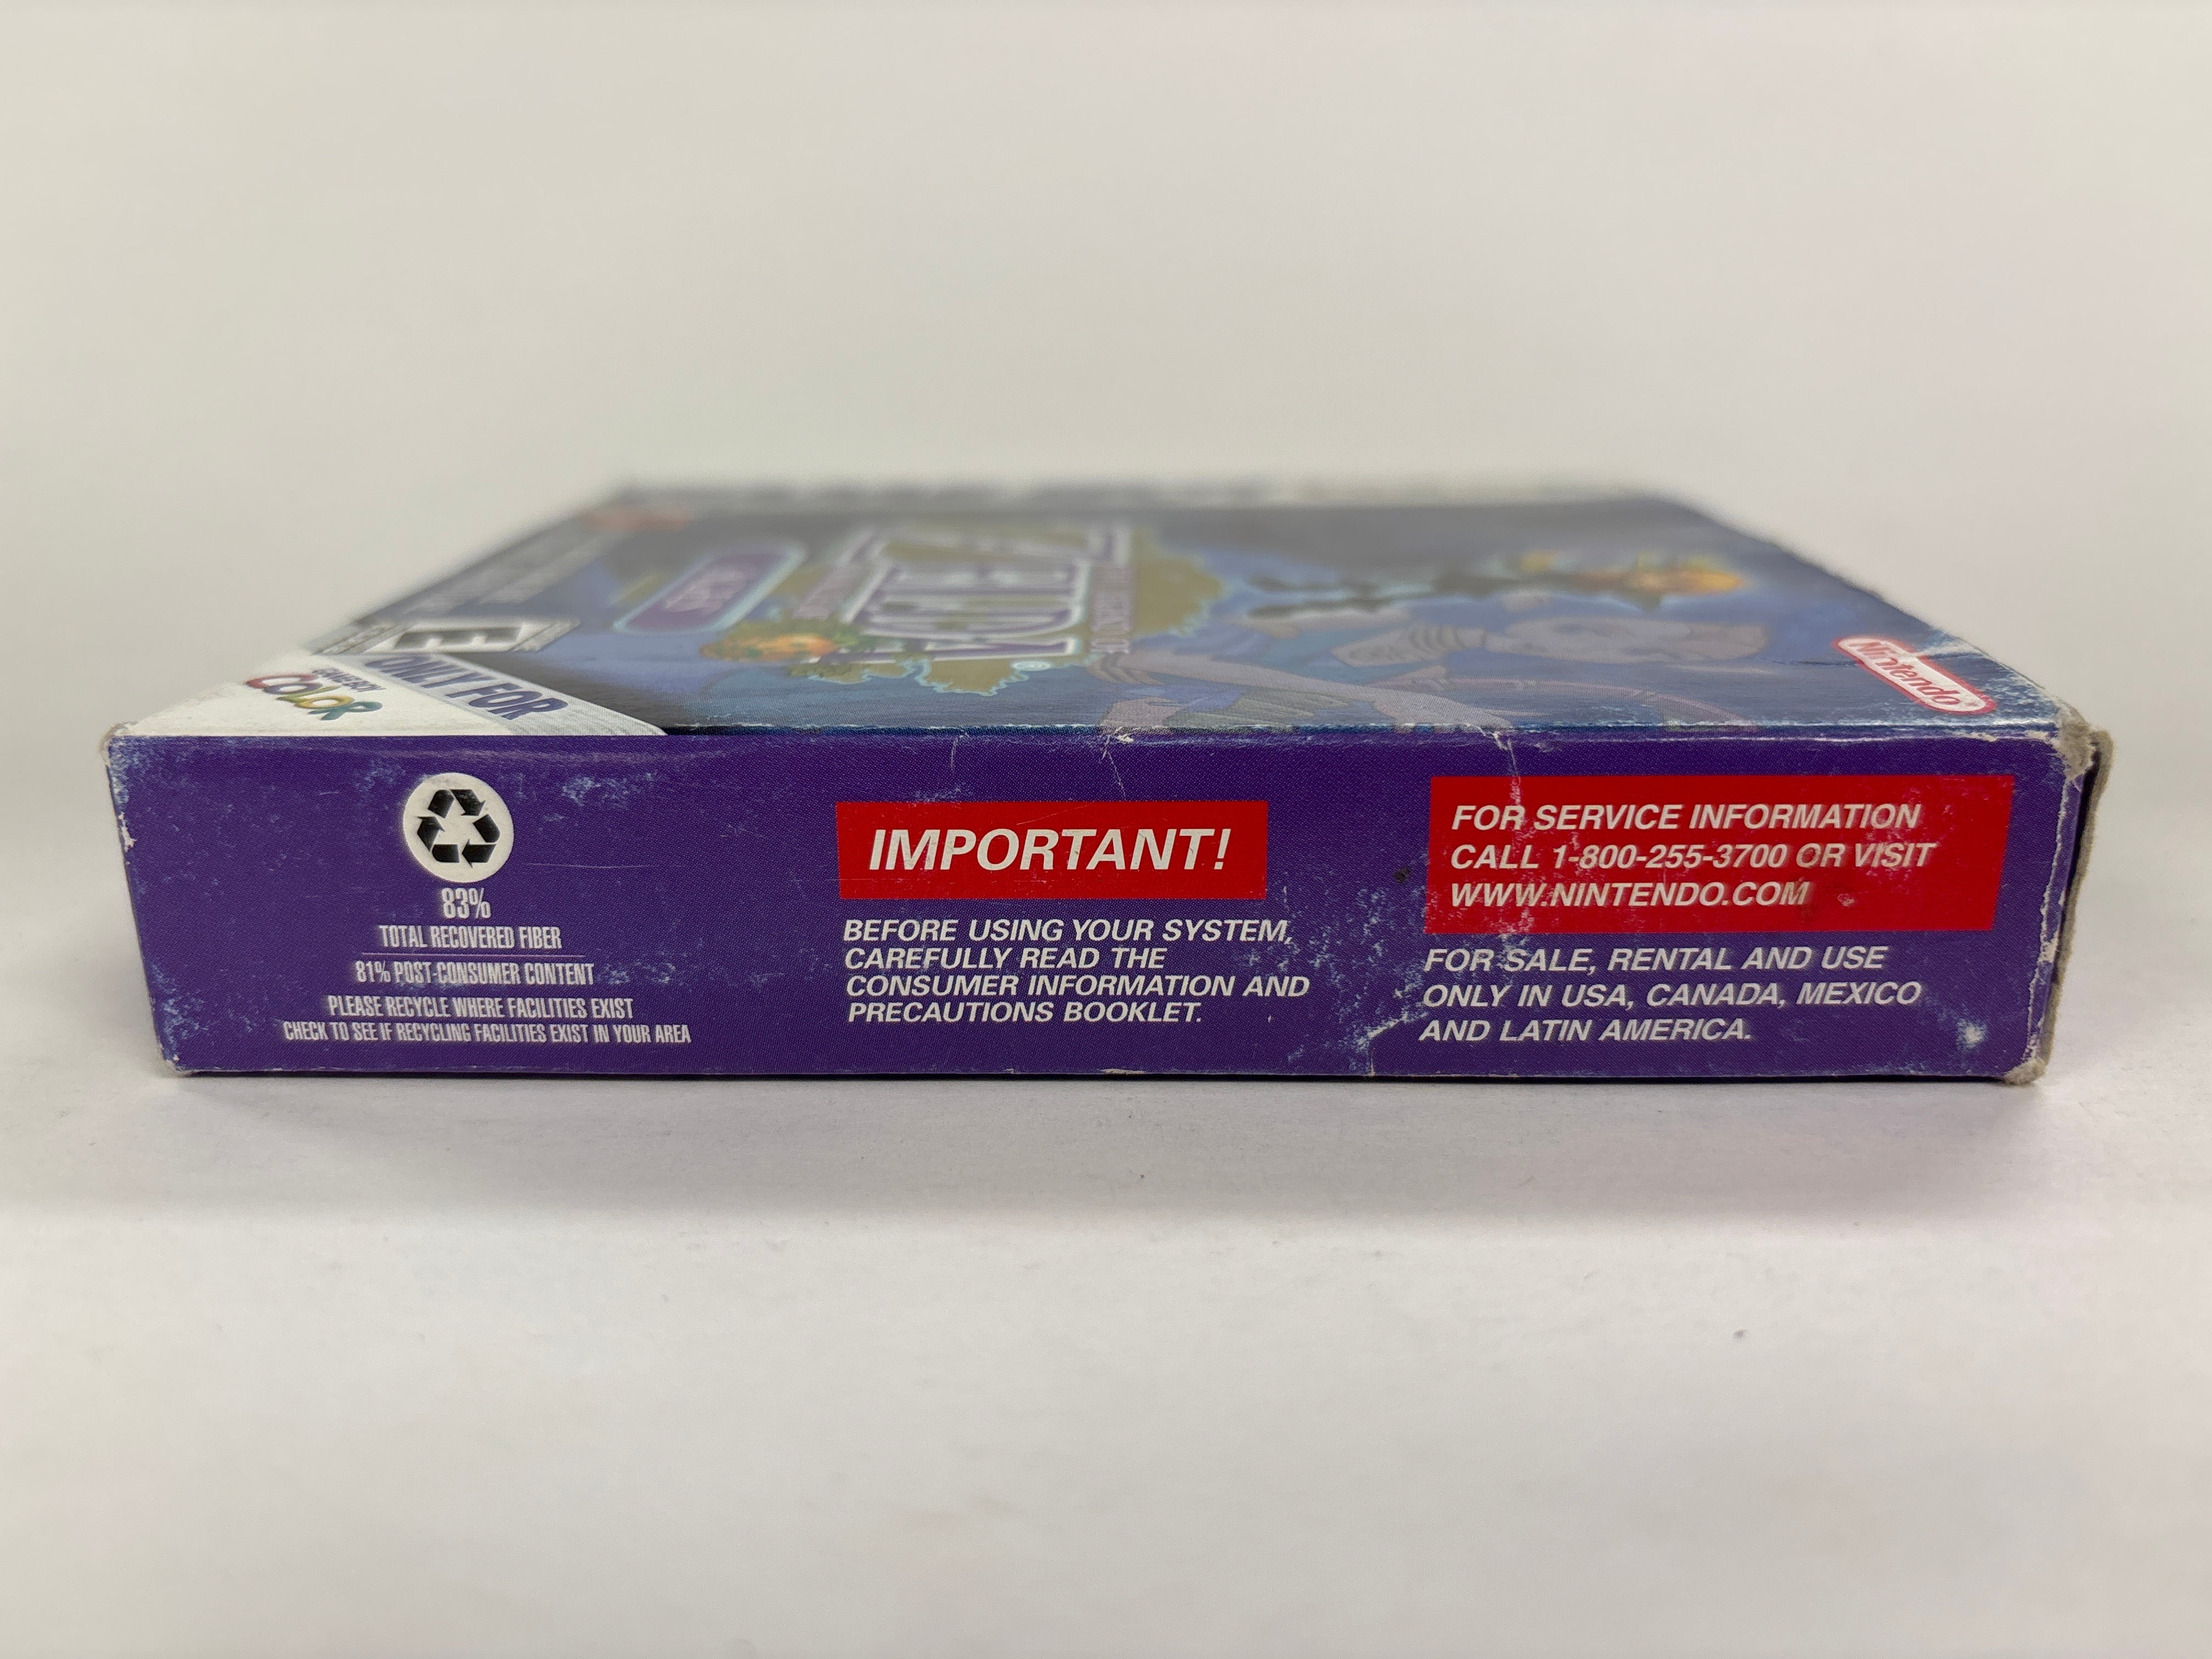 ONLY FOR
GAME BOY
COLOR
E
Nintendo®
83%
TOTAL RECOVERED FIBER
81% POST-CONSUMER CONTENT
PLEASE RECYCLE WHERE FACILITIES EXIST
CHECK TO SEE IF RECYCLING FACILITIES EXIST IN YOUR AREA
IMPORTANT!
BEFORE USING YOUR SYSTEM,
CAREFULLY READ THE
CONSUMER INFORMATION AND
PRECAUTIONS BOOKLET.
FOR SERVICE INFORMATION
CALL 1-800-255-3700 OR VISIT
WWW.NINTENDO.COM
FOR SALE, RENTAL AND USE
ONLY IN USA, CANADA, MEXICO
AND LATIN AMERICA.